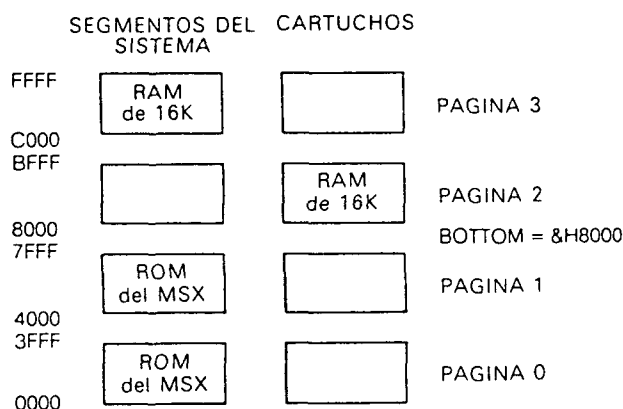 SEGMENTOS DEL SISTEMA
CARTUCHOS
FFFF
RAM
de 16K
PAGINA 3
C000
BFFF
RAM
de 16K
PAGINA 2
8000
BOTTOM = &H8000
7FFF
ROM
del MSX
PAGINA 1
4000
3FFF
ROM
del MSX
PAGINA 0
0000